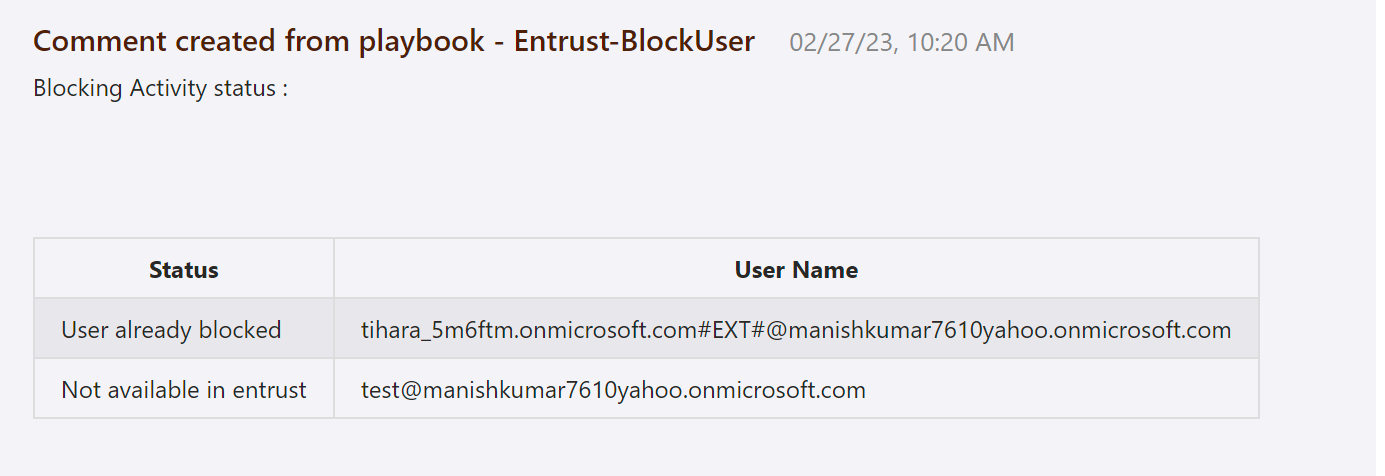 Comment created from playbook - Entrust-BlockUser 02/27/23, 10:20 AM
Blocking Activity status :
Status User Name
User already blocked tihara_5m6ftm.onmicrosoft.com#EXT#@manishkumar7610yahoo.onmicrosoft.com
Not available in entrust test@manishkumar7610yahoo.onmicrosoft.com